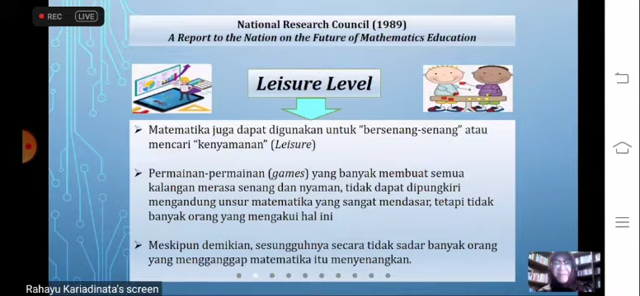 REC LIVE
National Research Council (1989)
A Report to the Nation on the Future of Mathematics Education
Leisure Level
➤ Matematika juga dapat digunakan untuk “bersenang-senang” atau
mencari “kenyamanan” (Leisure)
➤ Permainan-permainan (games) yang banyak membuat semua
kalangan merasa senang dan nyaman, tidak dapat dipungkiri
mengandung unsur matematika yang sangat mendasar, tetapi tidak
banyak orang yang mengakui hal ini
➤ Meskipun demikian, sesungguhnya secara tidak sadar banyak orang
yang mengganggap matematika itu menyenangkan.
Rahayu Kariadinata's screen